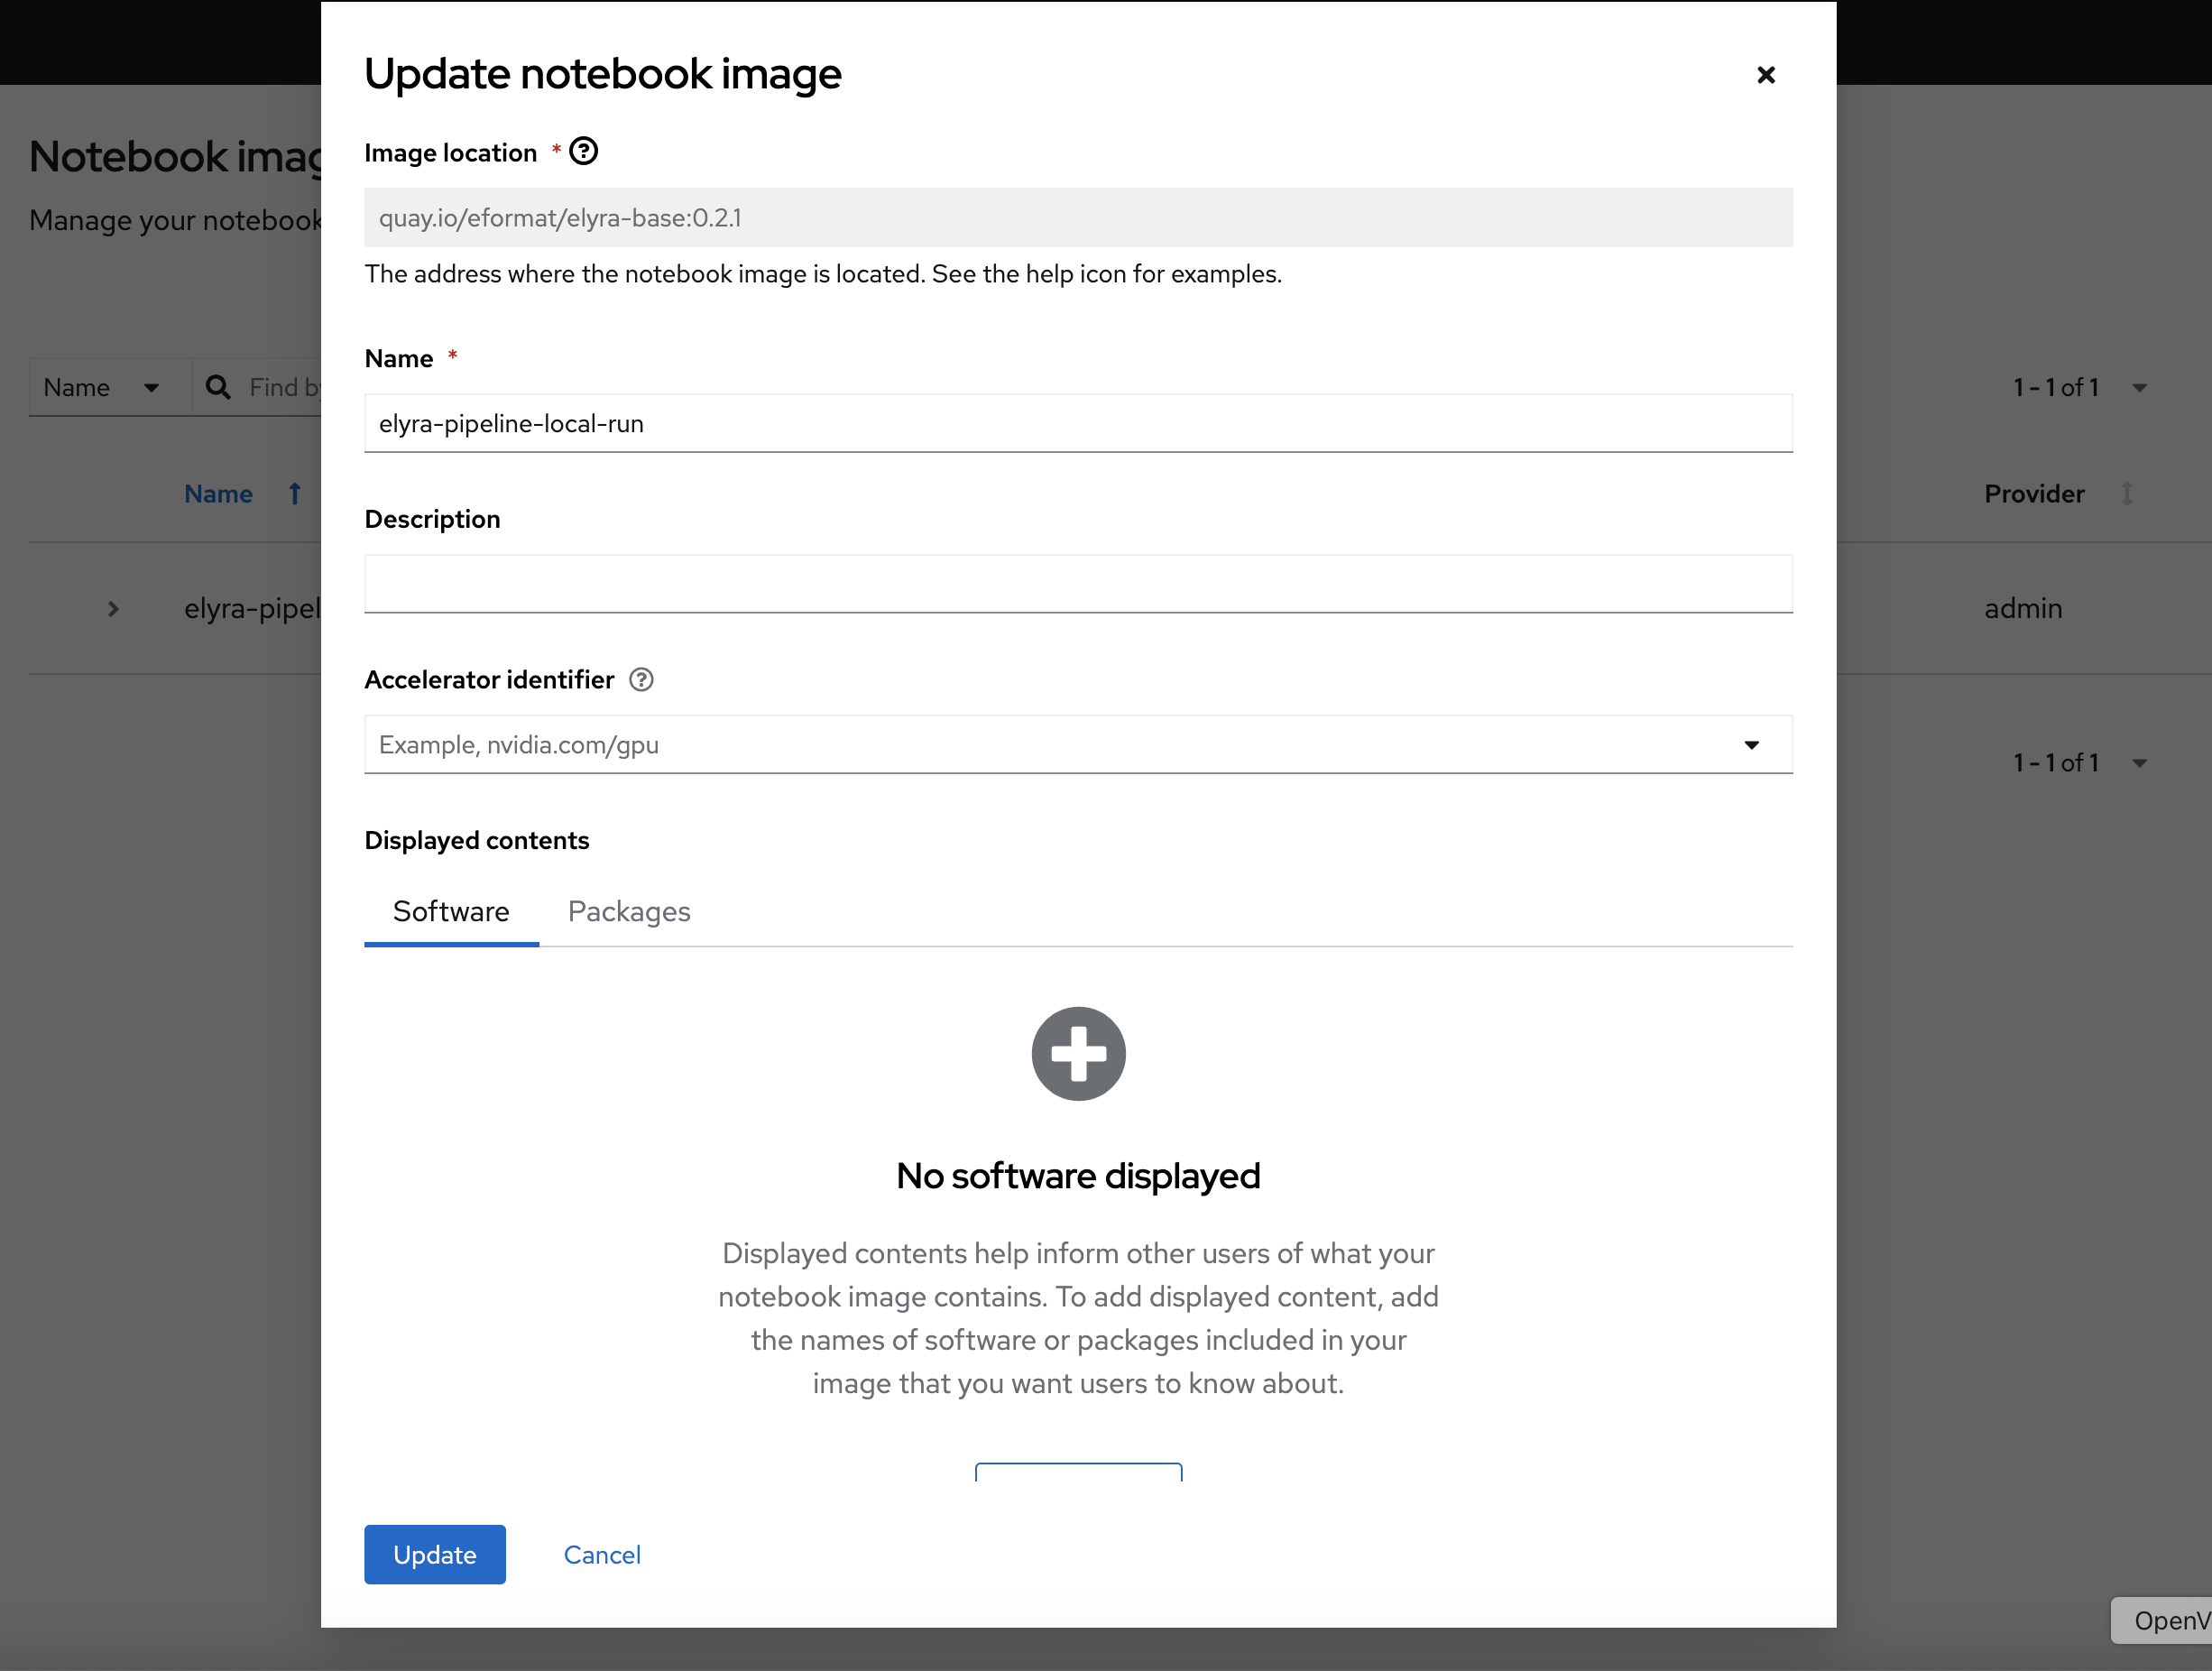 Update notebook image
Image location *
quay.io/eformat/elyra-base:0.2.1
The address where the notebook image is located. See the help icon for examples.
Name *
elyra-pipeline-local-run
Description
Accelerator identifier
Example, nvidia.com/gpu
Displayed contents
Software Packages
No software displayed
Displayed contents help inform other users of what your
notebook image contains. To add displayed content, add
the names of software or packages included in your
image that you want users to know about.
Update Cancel
Notebook imag
Manage your notebook
Name Find by
1 - 1 of 1
Name Provider
elyra-pipel admin
1 - 1 of 1
OpenV